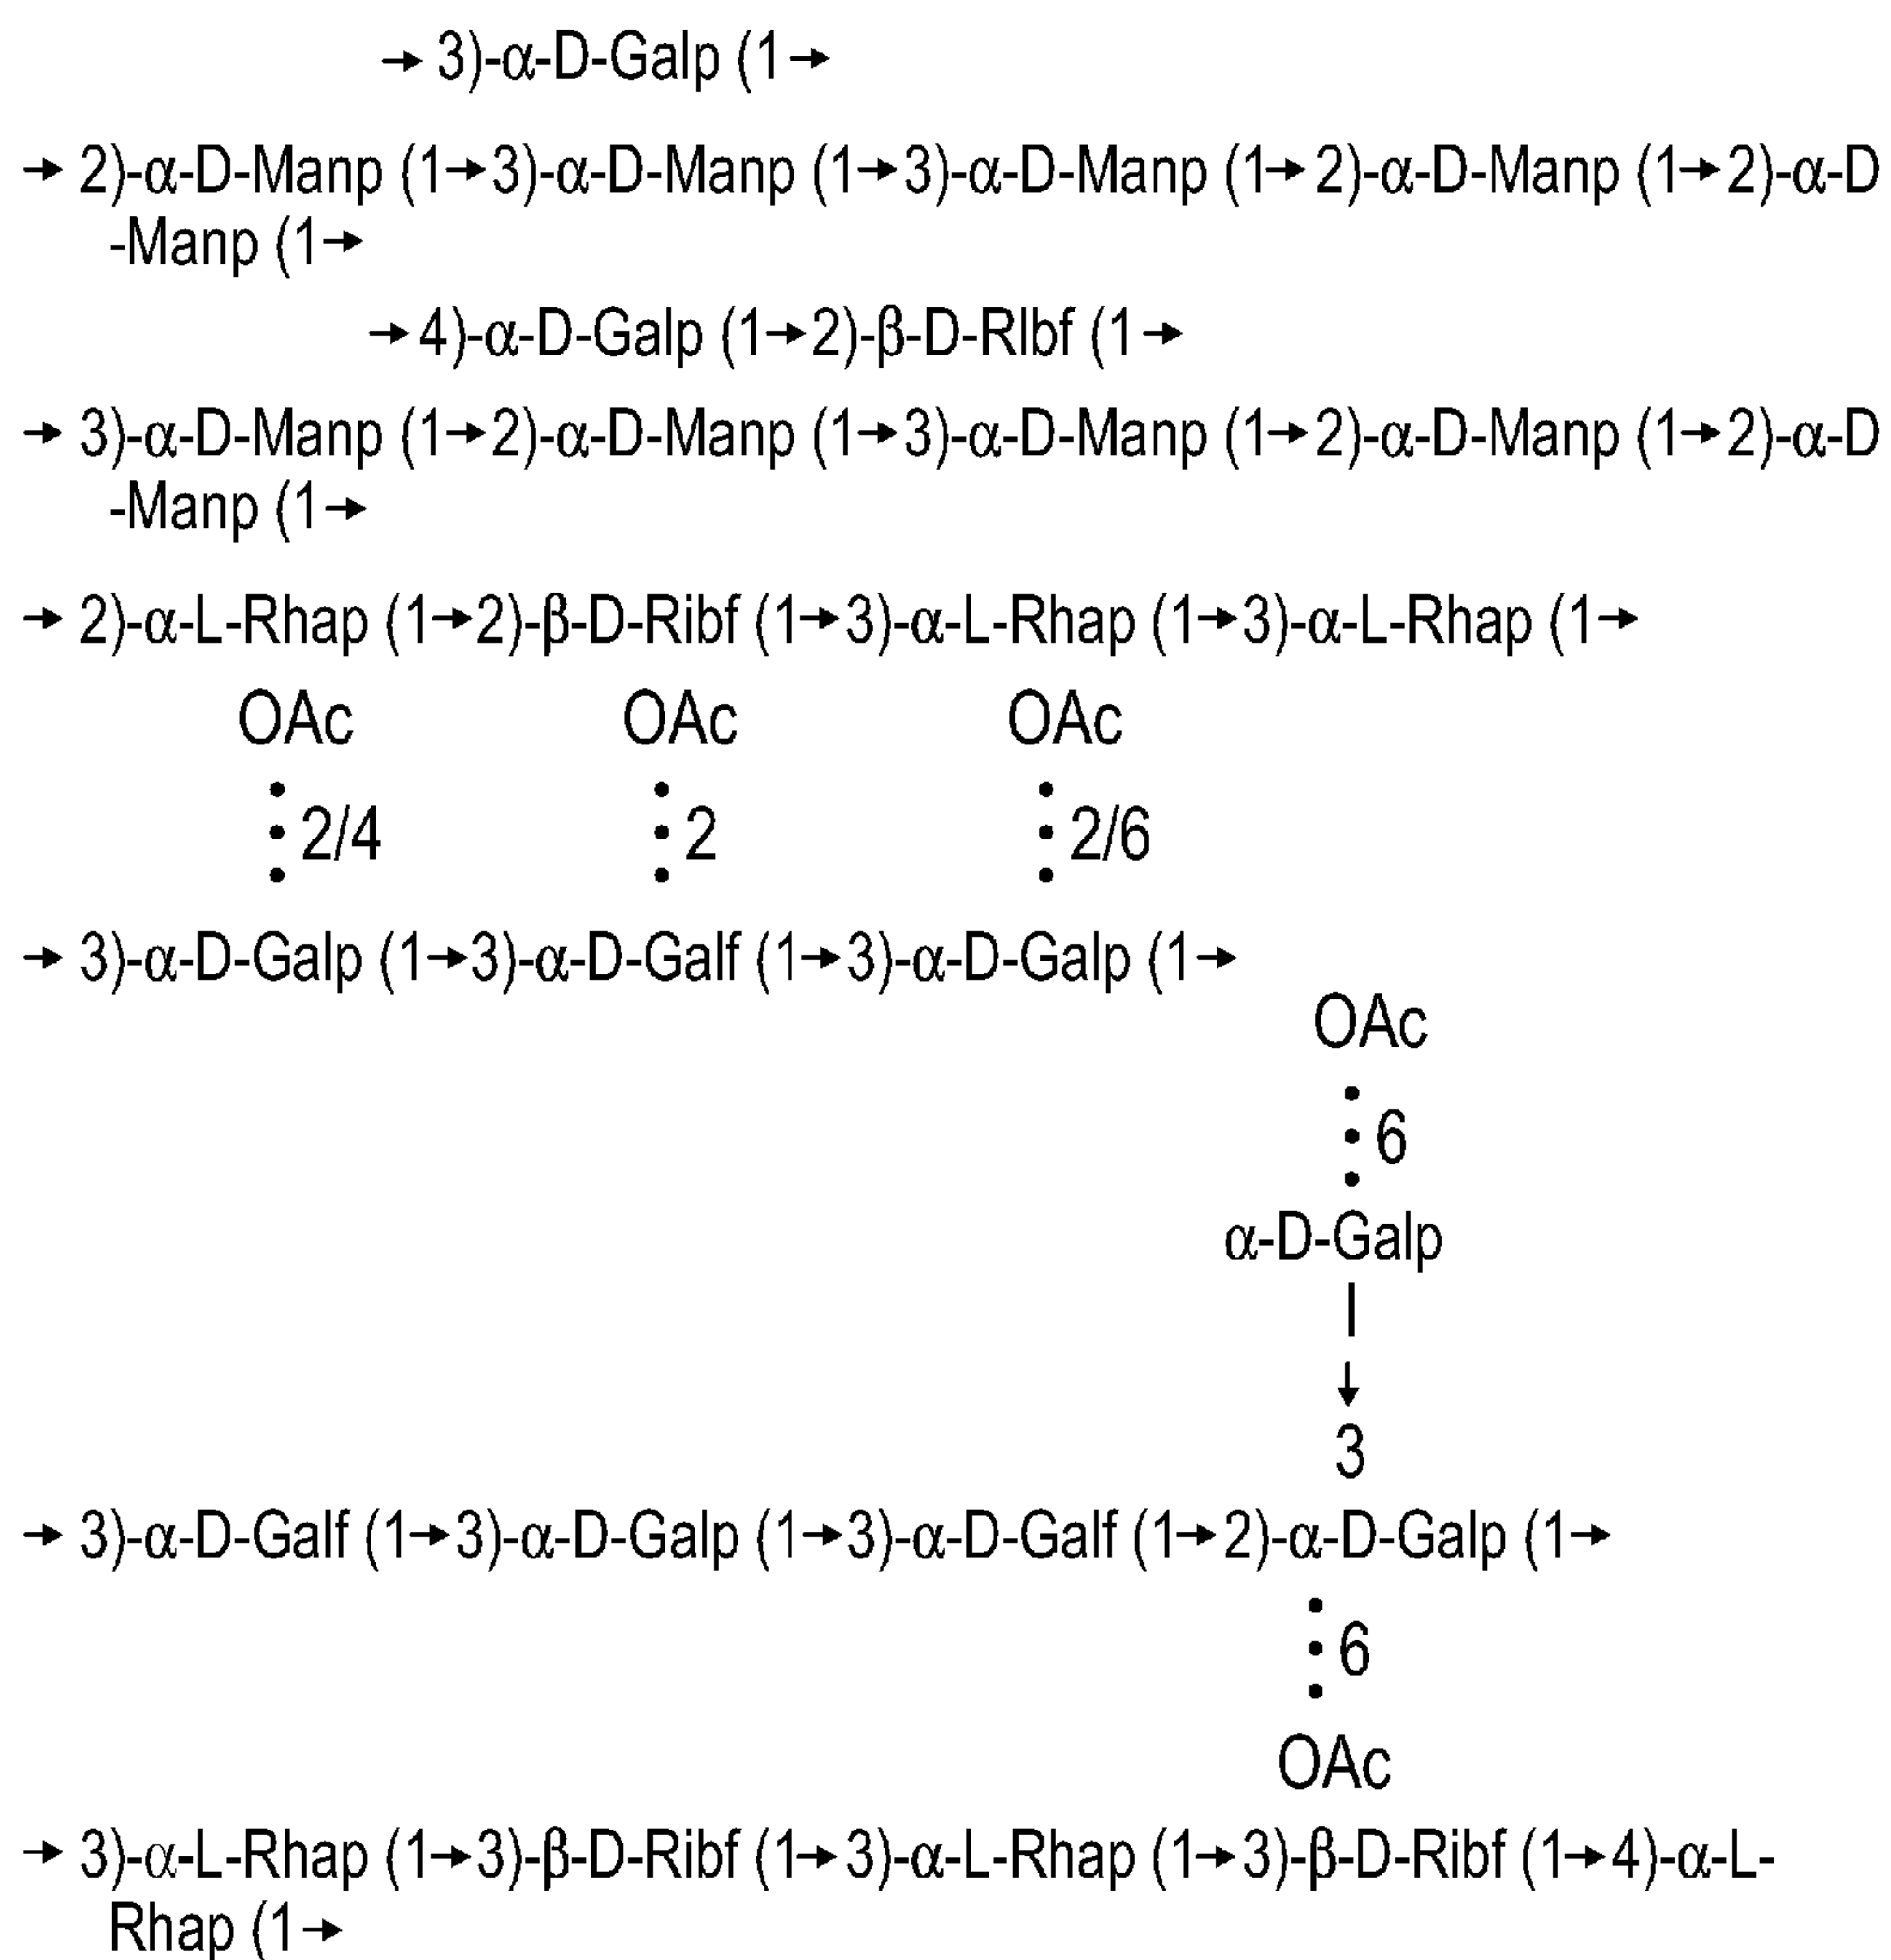 → 3)-α-D-Galp (1→
→ 2)-α-D-Manp (1→3)-α-D-Manp (1→3)-α-D-Manp (1→2)-α-D-Manp (1→2)-α-D
-Manp (1→
→4)-α-D-Galp (1→2)-β-D-RIbf (1→
→ 3)-α-D-Manp (1→2)-α-D-Manp (1→3)-α-D-Manp (1→2)-α-D-Manp (1→2)-α-D
-Manp (1→
→ 2)-α-L-Rhap (1→2)-β-D-Ribf (1→3)-α-L-Rhap (1→3)-α-L-Rhap (1→
OAc OAc OAc
2/4 2 2/6
→ 3)-α-D-Galp (1→3)-α-D-Galf (1→3)-α-D-Galp (1→
OAc
6
α-D-Galp
|
↓
3
→ 3)-α-D-Galf (1→3)-α-D-Galp (1→3)-α-D-Galf (1→2)-α-D-Galp (1→
6
OAc
→ 3)-α-L-Rhap (1→3)-β-D-Ribf (1→3)-α-L-Rhap (1→3)-β-D-Ribf (1→4)-α-L-
Rhap (1→